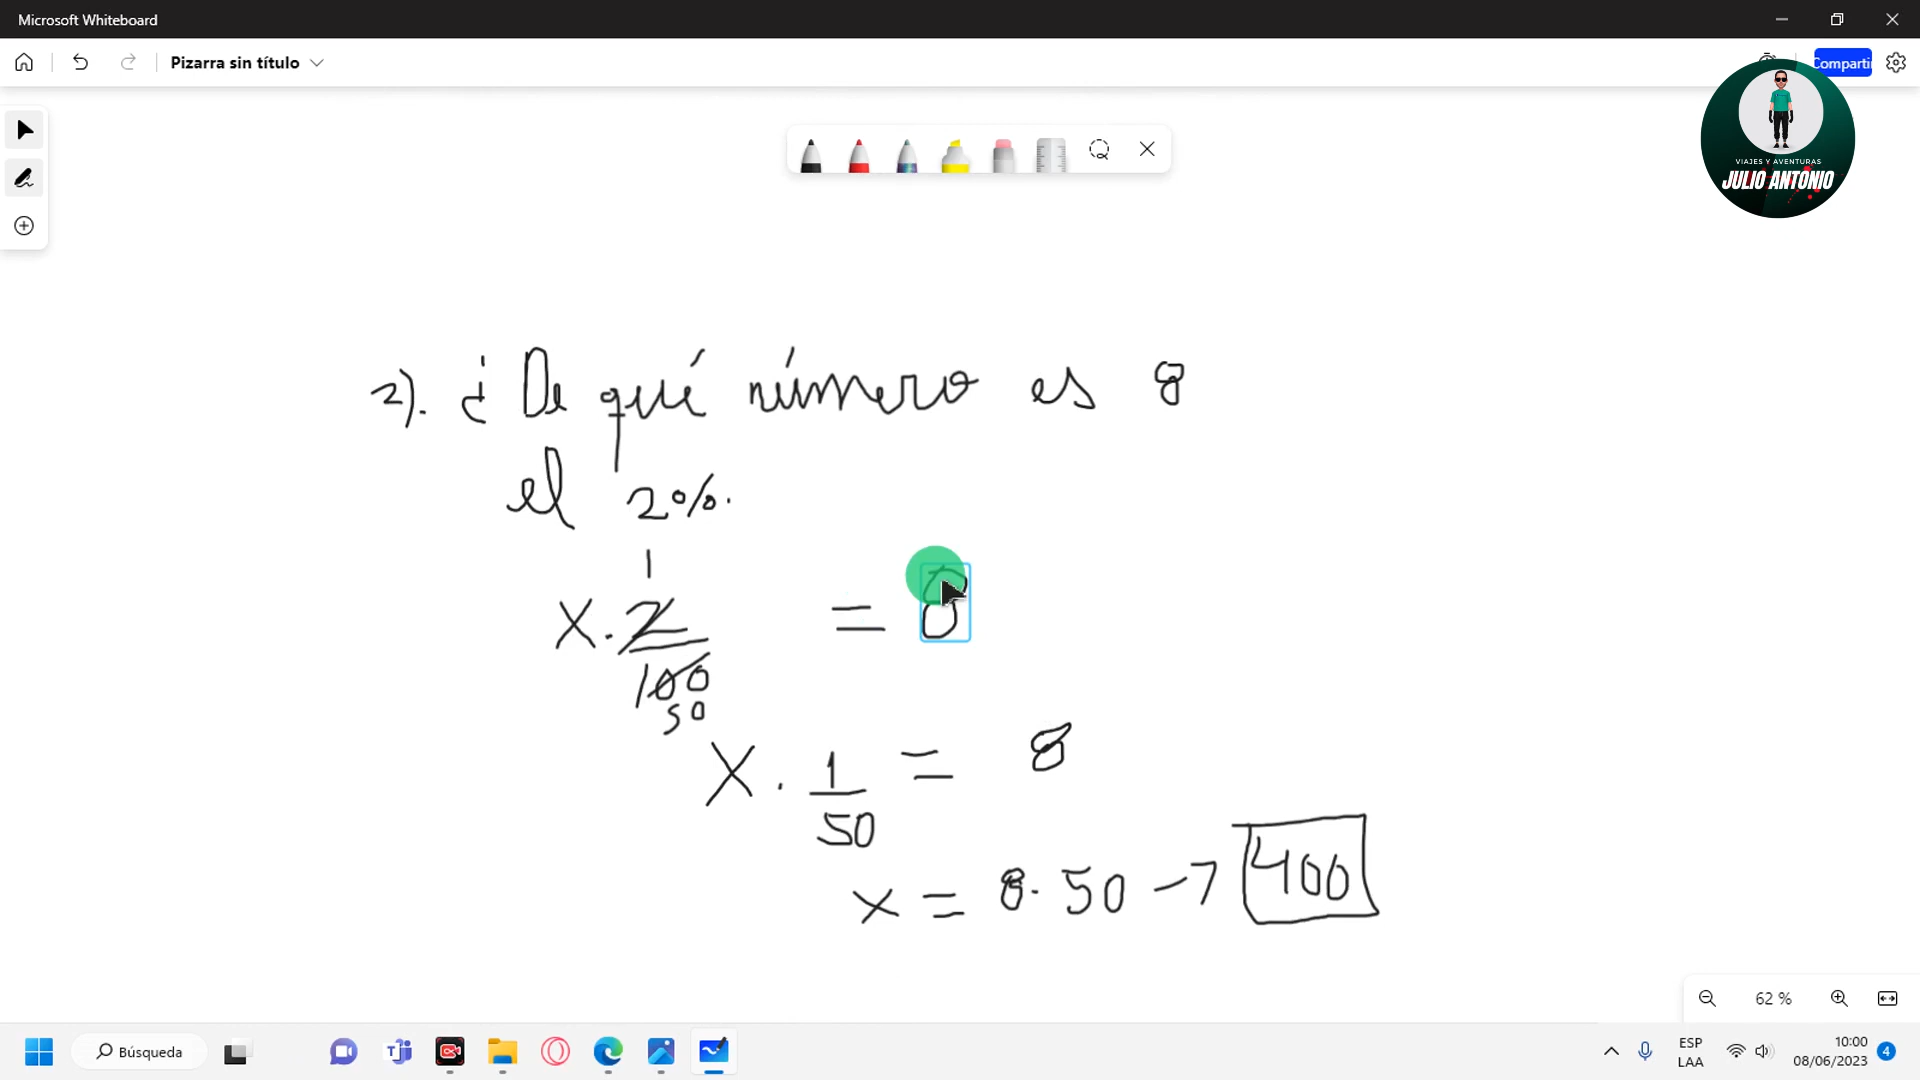 Microsoft Whiteboard
Pizarra sin título
Comparti
VIAJES Y AVENTURAS
JULIO ANTONIO
2). ¿De qué número es 8
el 2%.
1
x. 2 = 8
100
50
X . 1 = 8
50
x = 8. 50 → 400
62 %
Búsqueda
ESP
LAA
10:00
08/06/2023
4